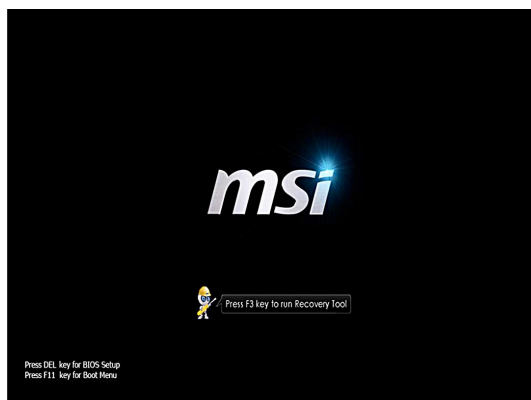 msi
Press F3 key to run Recovery Tool
Press DEL key for BIOS Setup
Press F11 key for Boot Menu